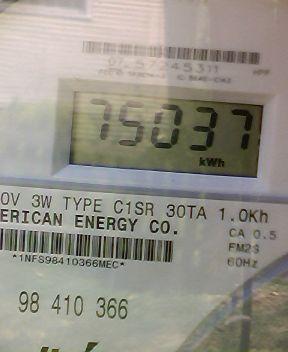 75037
kWh
0V 3W TYPE C1SR 30TA 1.0Kh
ERICAN ENERGY CO.
CA 0.5
FM2S
60Hz
*1NFS98410366MEC*
98 410 366